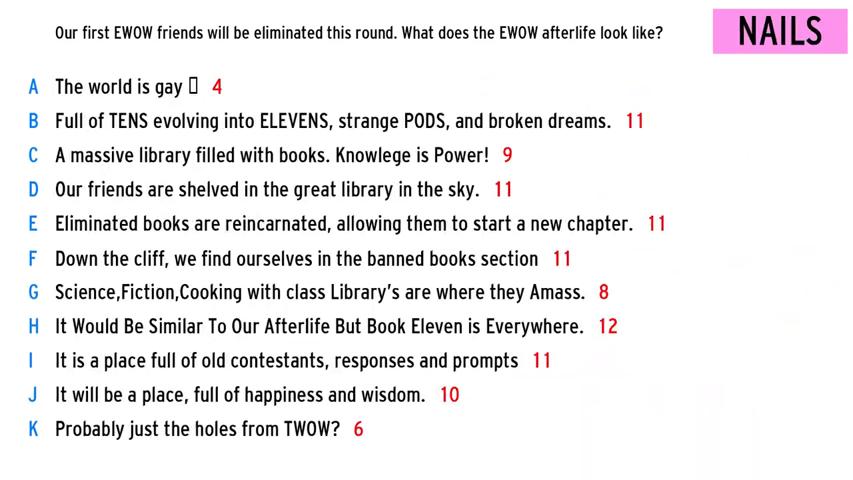 Our first EWOW friends will be eliminated this round. What does the EWOW afterlife look like?
NAILS
A The world is gay ▯ 4
B Full of TENS evolving into ELEVENS, strange PODS, and broken dreams. 11
C A massive library filled with books. Knowlege is Power! 9
D Our friends are shelved in the great library in the sky. 11
E Eliminated books are reincarnated, allowing them to start a new chapter. 11
F Down the cliff, we find ourselves in the banned books section 11
G Science,Fiction,Cooking with class Library's are where they Amass. 8
H It Would Be Similar To Our Afterlife But Book Eleven is Everywhere. 12
I It is a place full of old contestants, responses and prompts 11
J It will be a place, full of happiness and wisdom. 10
K Probably just the holes from TWOW? 6